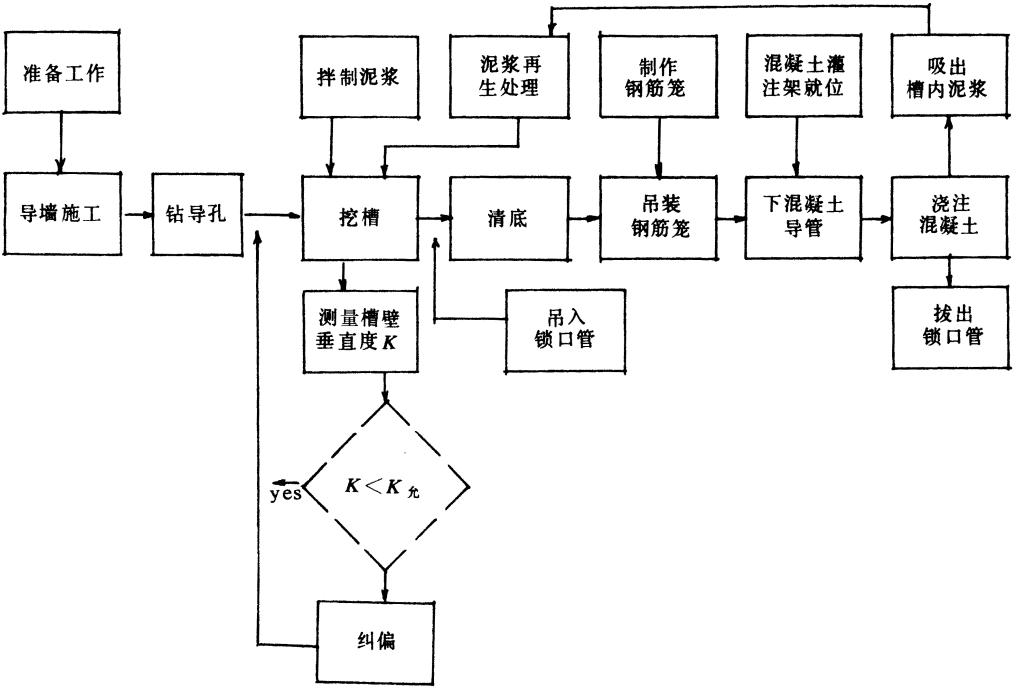 准备工作
拌制泥浆
泥浆再
生处理
制作
钢筋笼
混凝土灌
注架就位
吸出
槽内泥浆
导墙施工
钻导孔
挖槽
清底
吊装
钢筋笼
下混凝土
导管
浇注
混凝土
测量槽壁
垂直度K
吊入
锁口管
拔出
锁口管
K＜K允
yes
纠偏